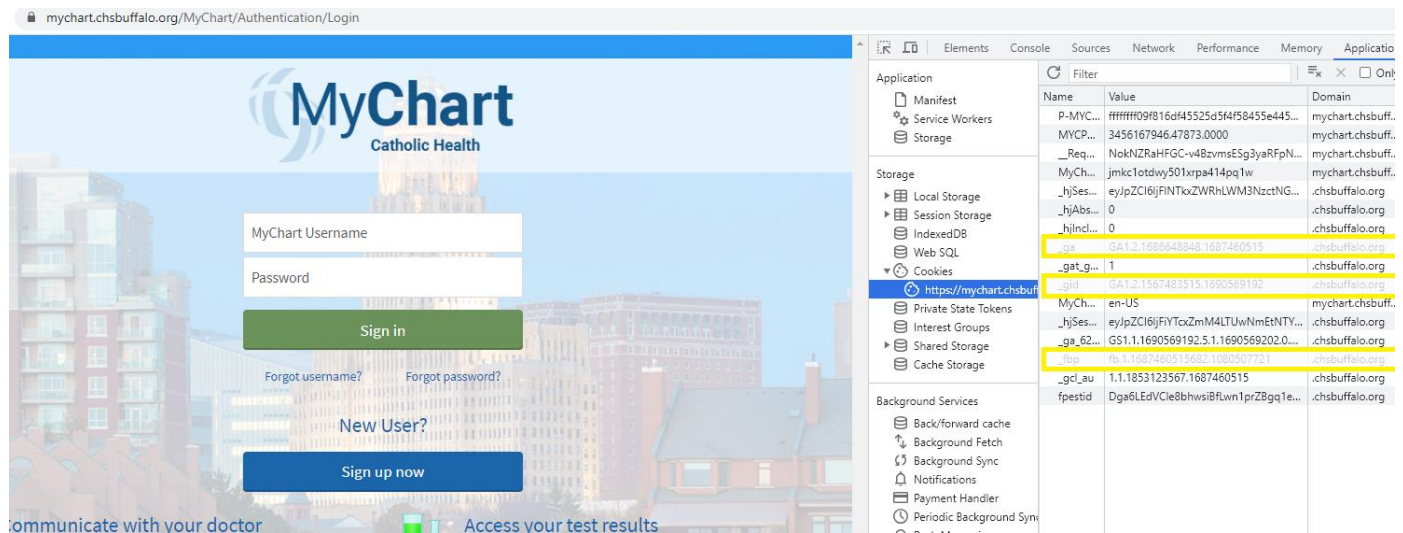 mychart.chsbuffalo.org/MyChart/Authentication/Login
MyChart
Catholic Health
MyChart Username
Password
Sign in
Forgot username? Forgot password?
New User?
Sign up now
Communicate with your doctor
Access your test results
Elements Console Sources Network Performance Memory Applicatio
Application
Manifest
Service Workers
Storage
Storage
Local Storage
Session Storage
IndexedDB
Web SQL
Cookies
https://mychart.chsbuf
Private State Tokens
Interest Groups
Shared Storage
Cache Storage
Background Services
Back/forward cache
Background Fetch
Background Sync
Notifications
Payment Handler
Periodic Background Syn
Filter Only
Name Value Domain
P-MYC... mychart.chsbuff...
MYCP... 3456167946.47873.0000 mychart.chsbuff...
__Req... NokNZRaHFGC-v4BzvmsESg3yaRFpN... mychart.chsbuff...
MyCh... jmkc1otdwy501xrpa414pq1w mychart.chsbuff...
_hjSes... .chsbuffalo.org
_hjAbs... 0 .chsbuffalo.org
_hjIncl... 0 .chsbuffalo.org
_ga GA1.2.1686648848.1687460515 .chsbuffalo.org
_gat_g... 1 .chsbuffalo.org
_gid GA1.2.1567483515.1690569192 .chsbuffalo.org
MyCh... en-US mychart.chsbuff...
_hjSes... .chsbuffalo.org
_ga_62... GS1.1.1690569192.5.1.1690569202.0.... .chsbuffalo.org
_fbp fb.1.1687460515682.1080507721 .chsbuffalo.org
_gcl_au 1.1.1853123567.1687460515 .chsbuffalo.org
fpestid Dga6LEdVCle8bhwsiBfLwn1prZBgq1e... .chsbuffalo.org